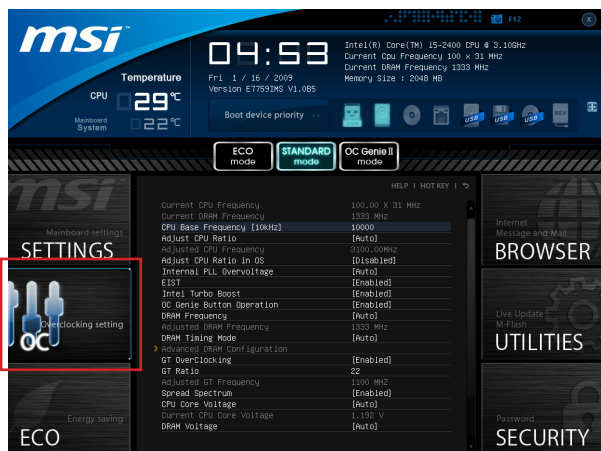 msi
F12
X
04:53
Fri 1 / 16 / 2009
Version E7759IMS V1.0B5
Intel(R) Core(TM) i5-2400 CPU @ 3.10GHz
Current Cpu Frequency 100 x 31 MHz
Current DRAM Frequency 1333 MHz
Memory Size : 2048 MB
Temperature
CPU 29°C
Mainboard
System 22°C
Boot device priority
USB
USB
USB
ECO
mode
STANDARD
mode
OC Genie II
mode
HELP | HOT KEY |
msi
Mainboard settings
SETTINGS
Overclocking setting
OC
Energy saving
ECO
Current CPU Frequency 100.00 X 31 MHz
Current DRAM Frequency 1333 MHz
CPU Base Frequency [10kHz] 10000
Adjust CPU Ratio [Auto]
Adjusted CPU Frequency 3100.00MHz
Adjust CPU Ratio in OS [Disabled]
Internal PLL Overvoltage [Auto]
EIST [Enabled]
Intel Turbo Boost [Enabled]
OC Genie Button Operation [Enabled]
DRAM Frequency [Auto]
Adjusted DRAM Frequency 1333 MHz
DRAM Timing Mode [Auto]
> Advanced DRAM Configuration
GT OverClocking [Enabled]
GT Ratio 22
Adjusted GT Frequency 1100 MHZ
Spread Spectrum [Enabled]
CPU Core Voltage [Auto]
Current CPU Core Voltage 1.192 V
DRAM Voltage [Auto]
Internet
Message and Mail
BROWSER
Live Update
M-Flash
UTILITIES
Password
SECURITY